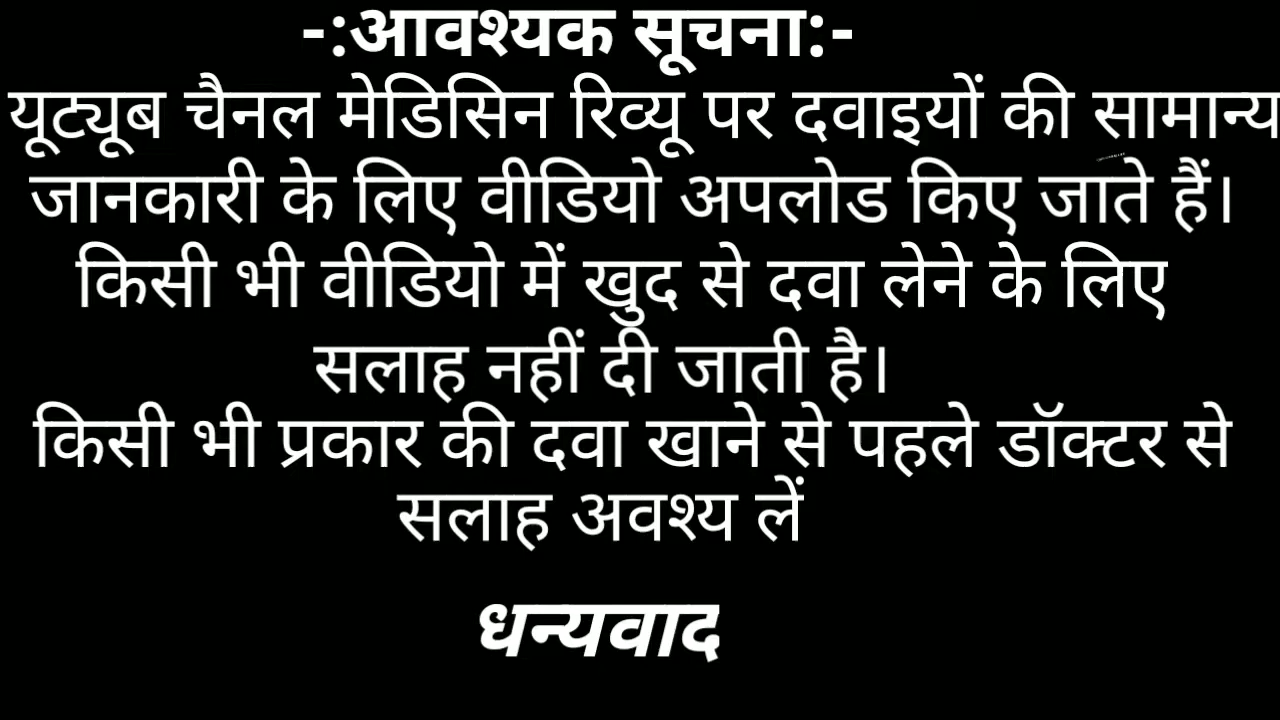 -:आवश्यक सूचना:-
यूट्यूब चैनल मेडिसिन रिव्यू पर दवाइयों की सामान्य
जानकारी के लिए वीडियो अपलोड किए जाते हैं।
किसी भी वीडियो में खुद से दवा लेने के लिए
सलाह नहीं दी जाती है।
किसी भी प्रकार की दवा खाने से पहले डॉक्टर से
सलाह अवश्य लें
धन्यवाद